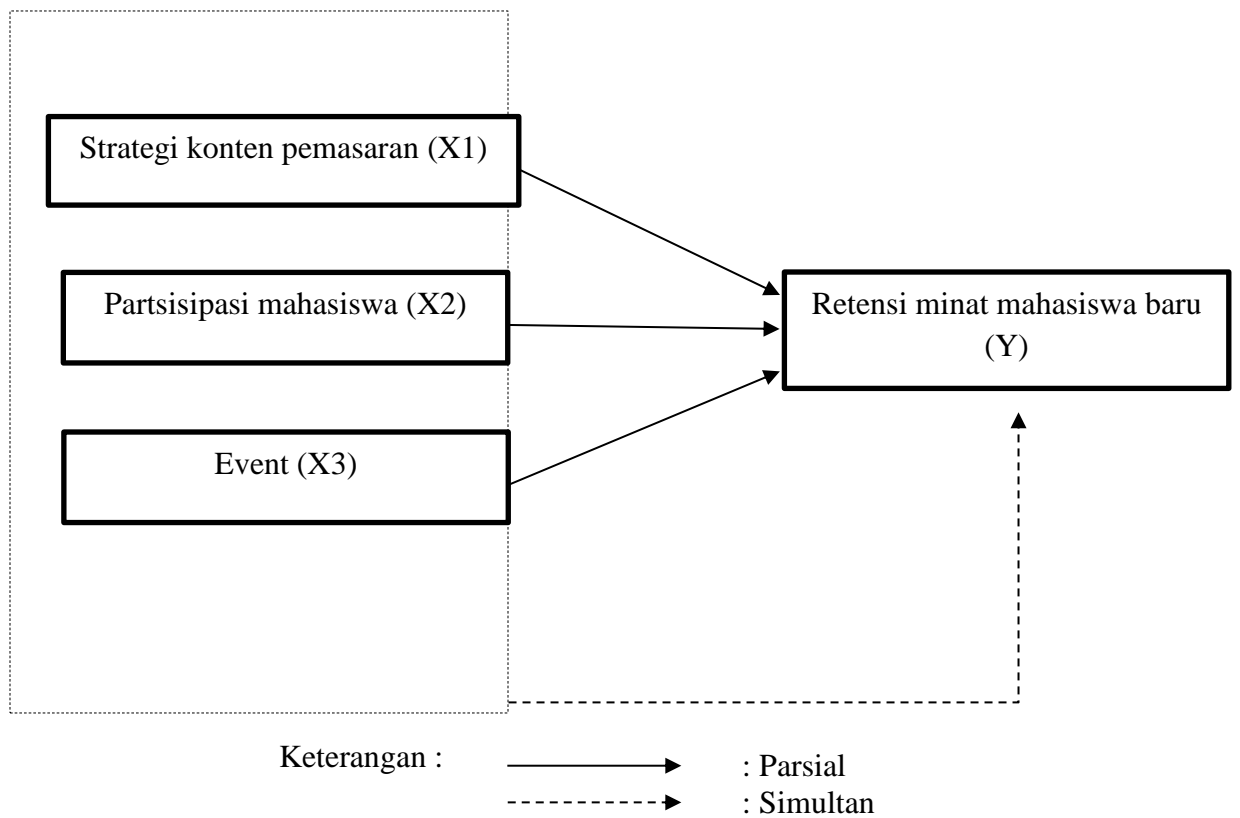 Strategi konten pemasaran (X1)
Partsisipasi mahasiswa (X2)
Retensi minat mahasiswa baru
(Y)
Event (X3)
Keterangan :
: Parsial
: Simultan